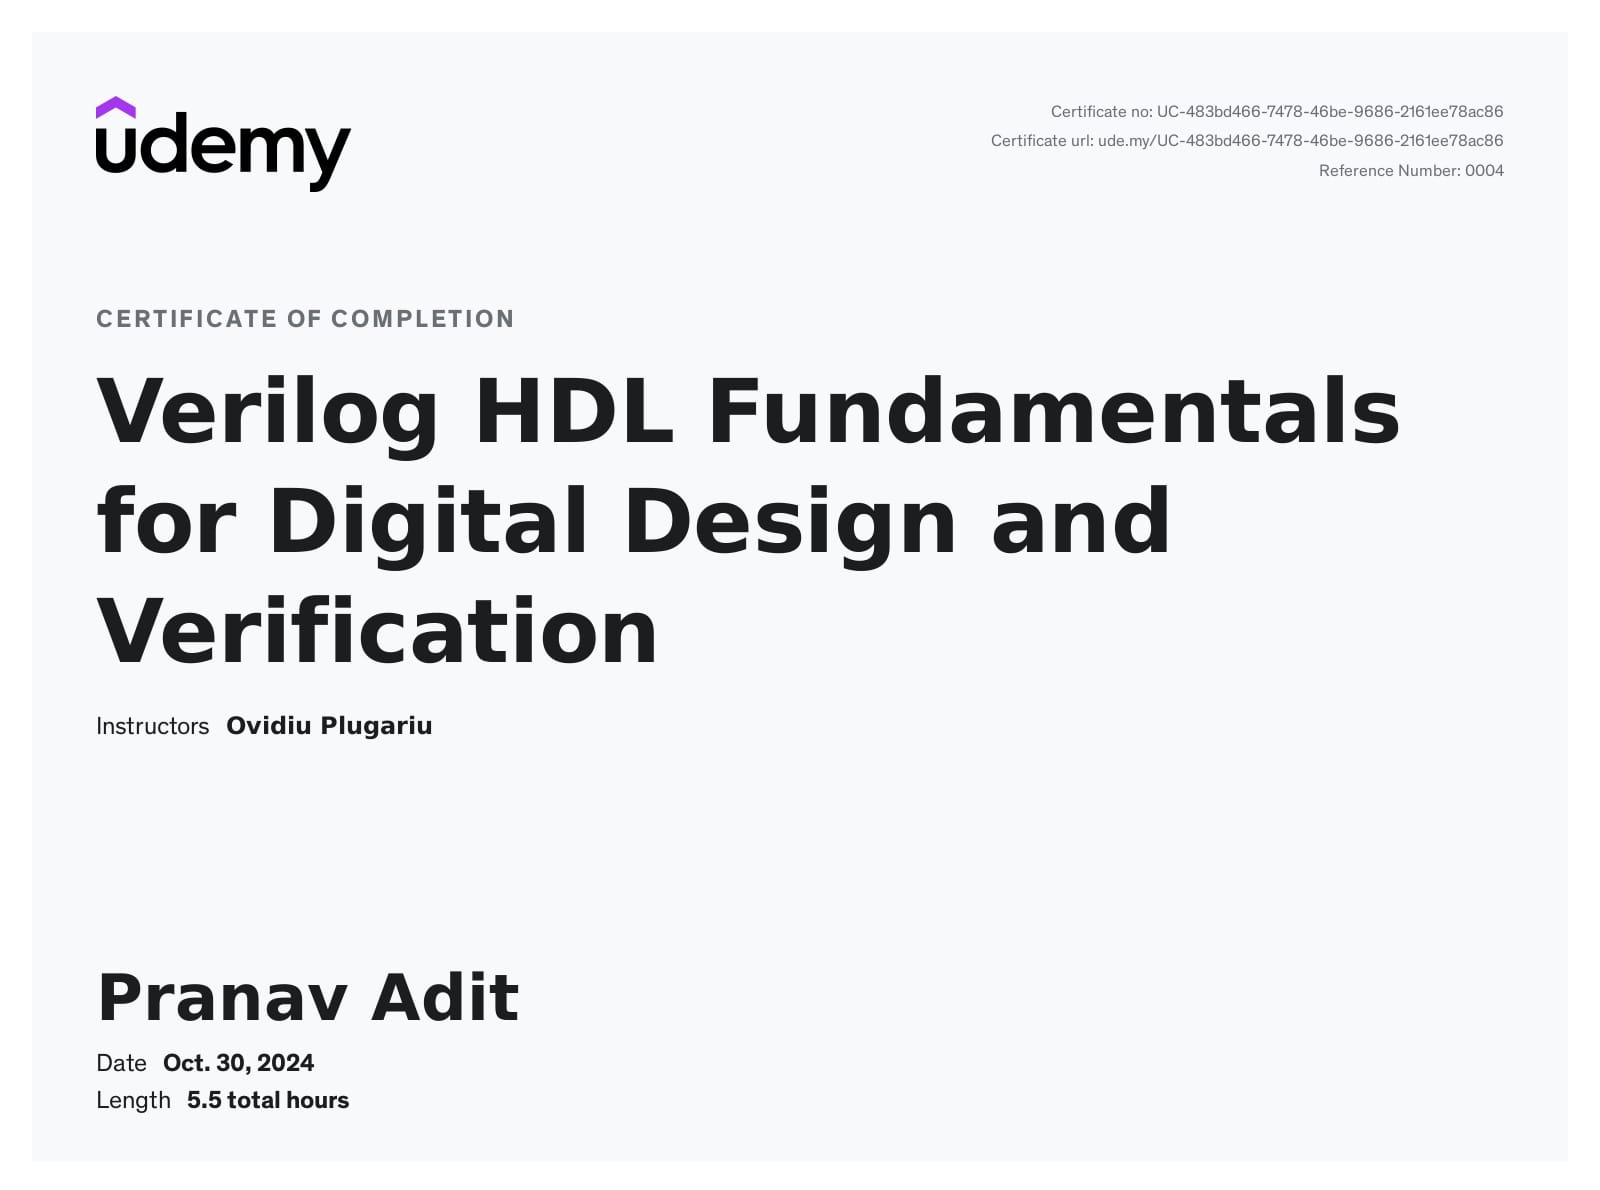 udemy
Certificate no: UC-483bd466-7478-46be-9686-2161ee78ac86
Certificate url: ude.my/UC-483bd466-7478-46be-9686-2161ee78ac86
Reference Number: 0004
CERTIFICATE OF COMPLETION
Verilog HDL Fundamentals
for Digital Design and
Verification
Instructors Ovidiu Plugariu
Pranav Adit
Date Oct. 30, 2024
Length 5.5 total hours